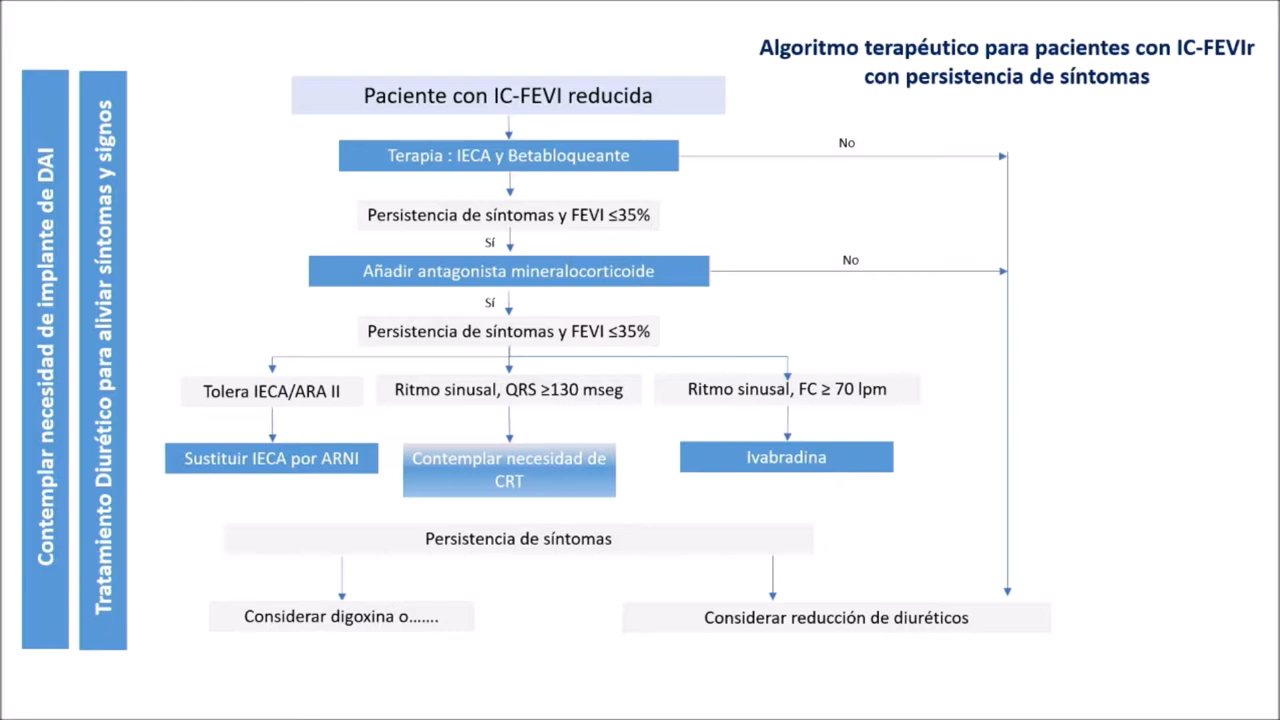 Algoritmo terapéutico para pacientes con IC-FEVIr
con persistencia de síntomas
Contemplar necesidad de implante de DAI
Tratamiento Diurético para aliviar síntomas y signos
Paciente con IC-FEVI reducida
Terapia : IECA y Betabloqueante
No
Persistencia de síntomas y FEVI ≤35%
Sí
Añadir antagonista mineralocorticoide
No
Sí
Persistencia de síntomas y FEVI ≤35%
Tolera IECA/ARA II
Ritmo sinusal, QRS ≥130 mseg
Ritmo sinusal, FC ≥ 70 lpm
Sustituir IECA por ARNI
Contemplar necesidad de
CRT
Ivabradina
Persistencia de síntomas
Considerar digoxina o.......
Considerar reducción de diuréticos